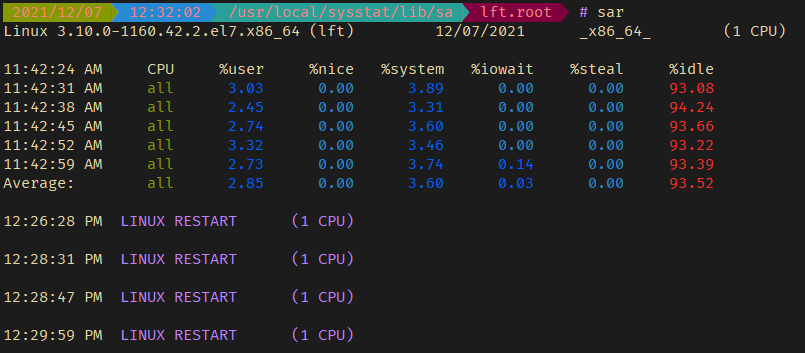 2021/12/07 12:32:02 /usr/local/sysstat/lib/sa lft.root # sar
Linux 3.10.0-1160.42.2.el7.x86_64 (lft) 12/07/2021 _x86_64_ (1 CPU)
11:42:24 AM CPU %user %nice %system %iowait %steal %idle
11:42:31 AM all 3.03 0.00 3.89 0.00 0.00 93.08
11:42:38 AM all 2.45 0.00 3.31 0.00 0.00 94.24
11:42:45 AM all 2.74 0.00 3.60 0.00 0.00 93.66
11:42:52 AM all 3.32 0.00 3.46 0.00 0.00 93.22
11:42:59 AM all 2.73 0.00 3.74 0.14 0.00 93.39
Average: all 2.85 0.00 3.60 0.03 0.00 93.52
12:26:28 PM LINUX RESTART (1 CPU)
12:28:31 PM LINUX RESTART (1 CPU)
12:28:47 PM LINUX RESTART (1 CPU)
12:29:59 PM LINUX RESTART (1 CPU)